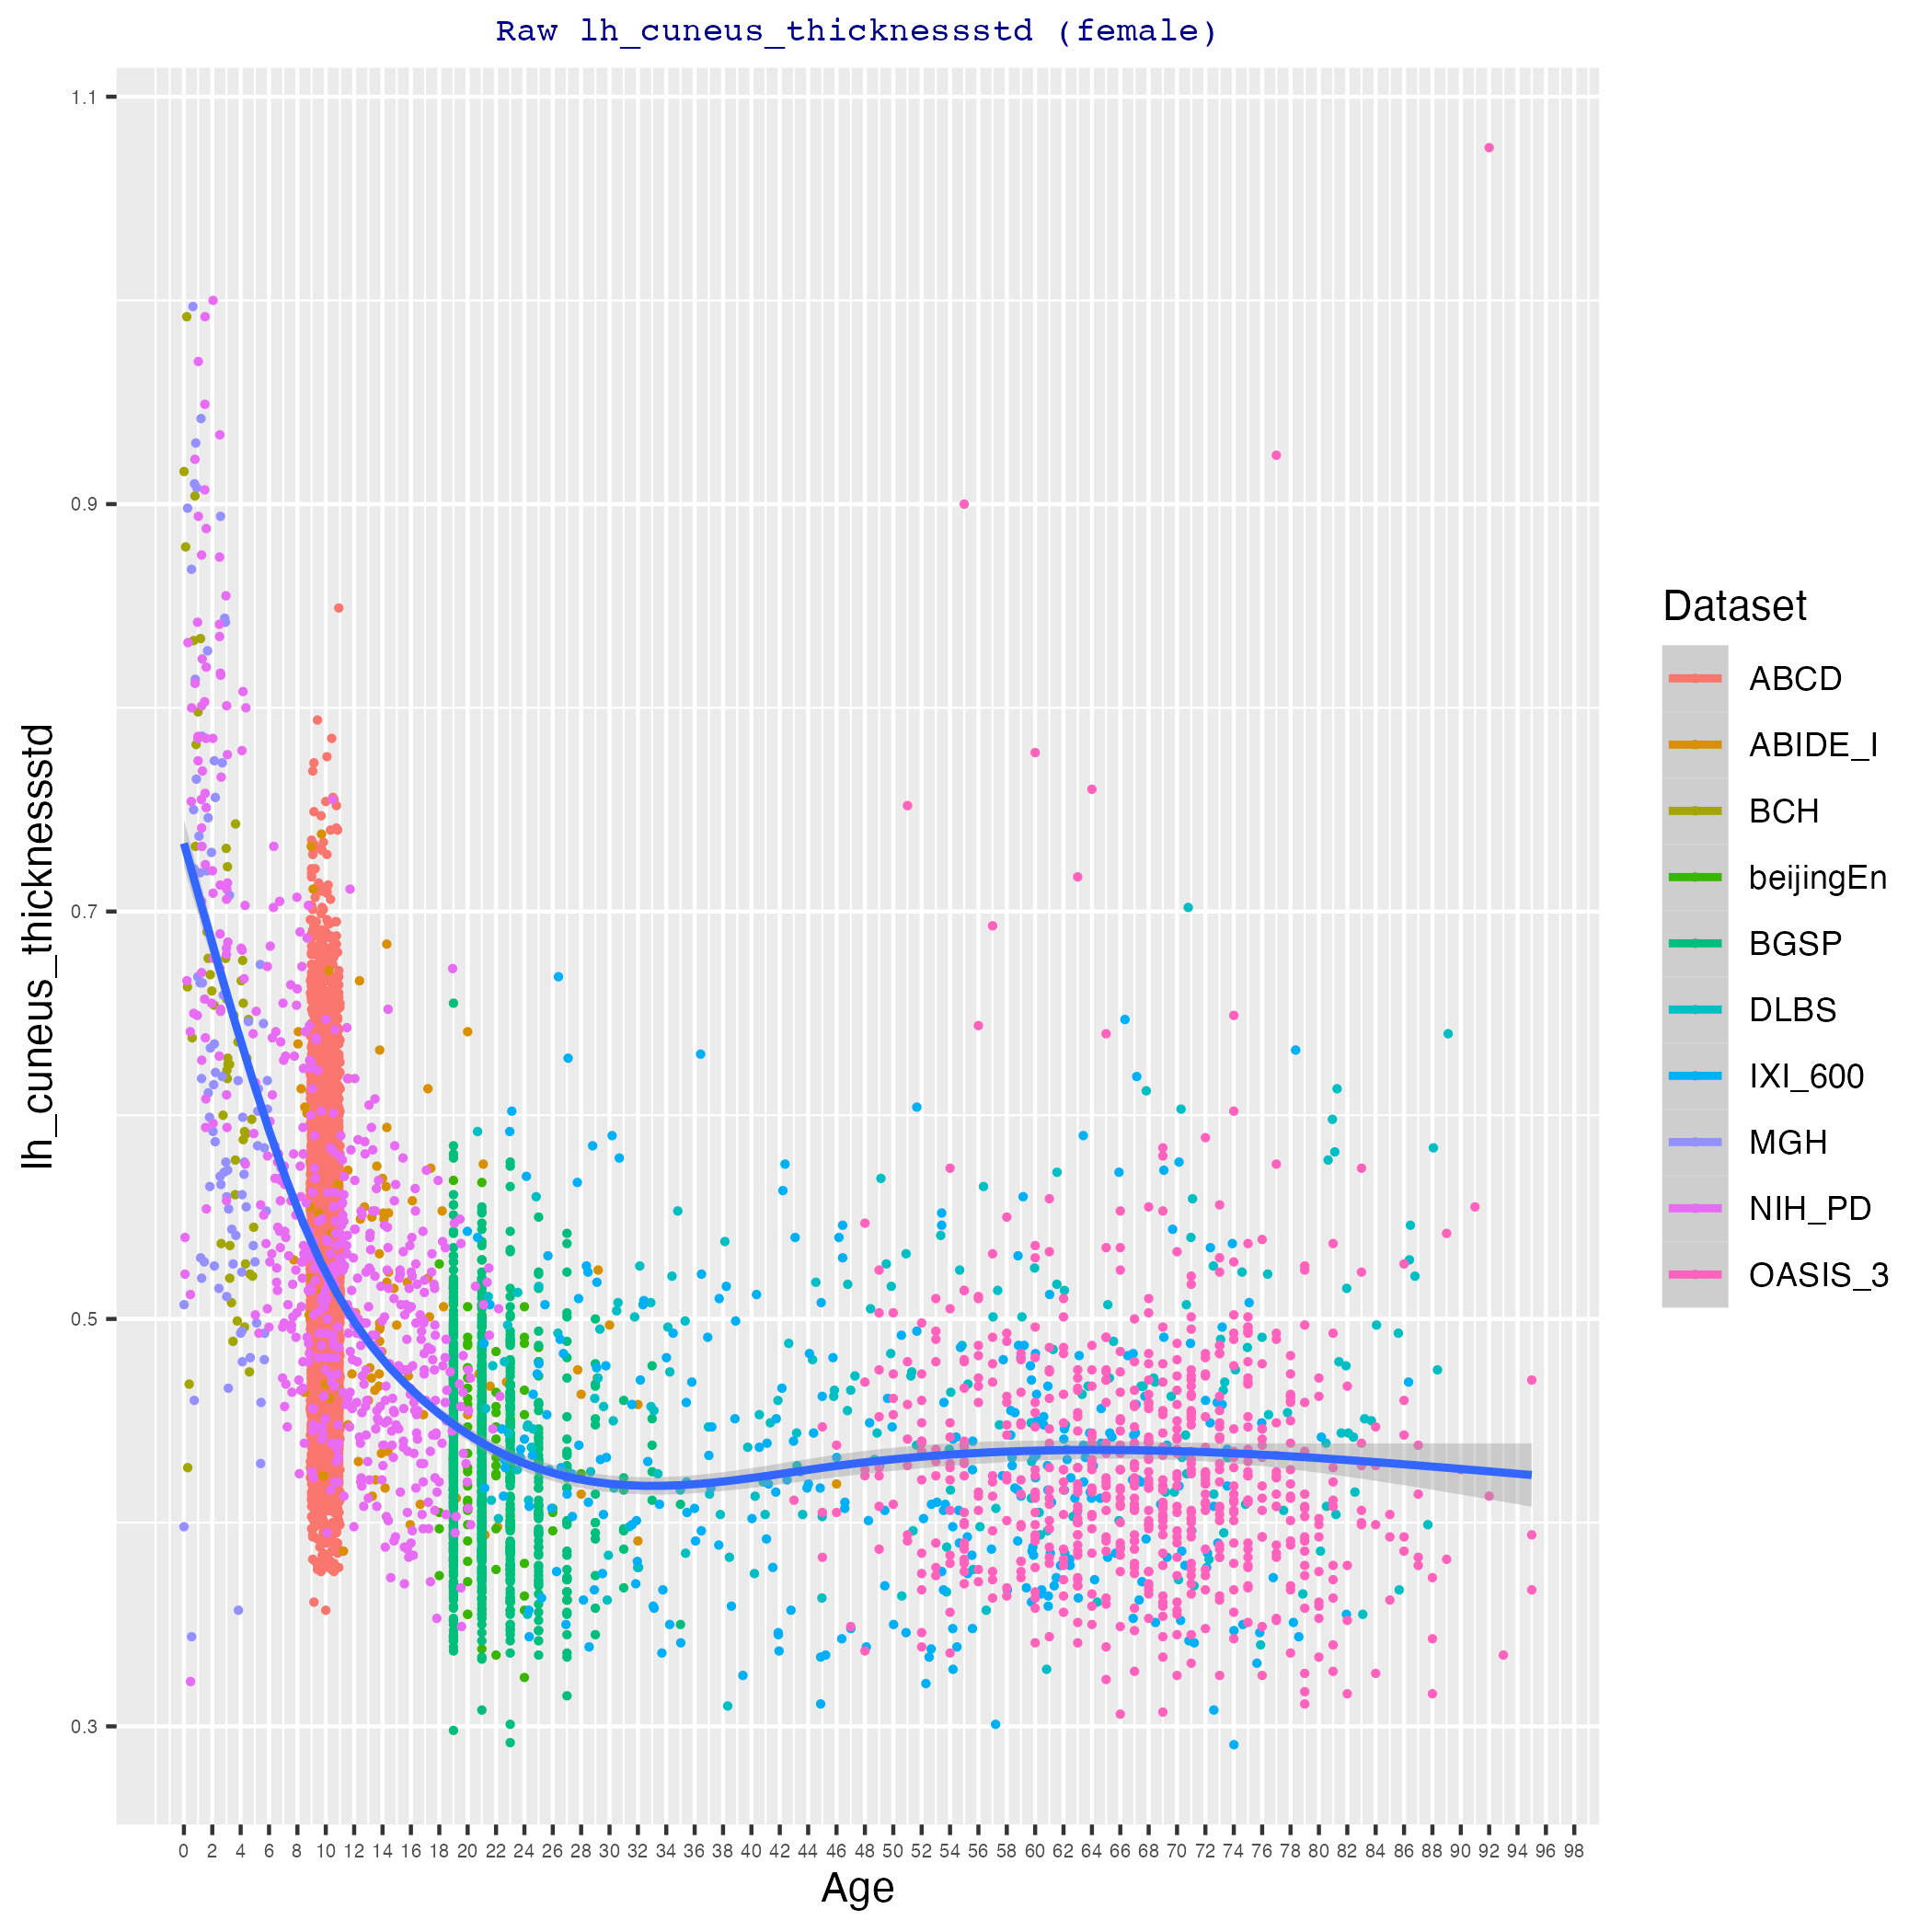 Raw lh_cuneus_thicknessstd (female)
lh_cuneus_thicknessstd
1.1
0.9
0.7
0.5
0.3
0 2 4 6 8 10 12 14 16 18 20 22 24 26 28 30 32 34 36 38 40 42 44 46 48 50 52 54 56 58 60 62 64 66 68 70 72 74 76 78 80 82 84 86 88 90 92 94 96 98
Age
Dataset
ABCD
ABIDE_I
BCH
beijingEn
BGSP
DLBS
IXI_600
MGH
NIH_PD
OASIS_3